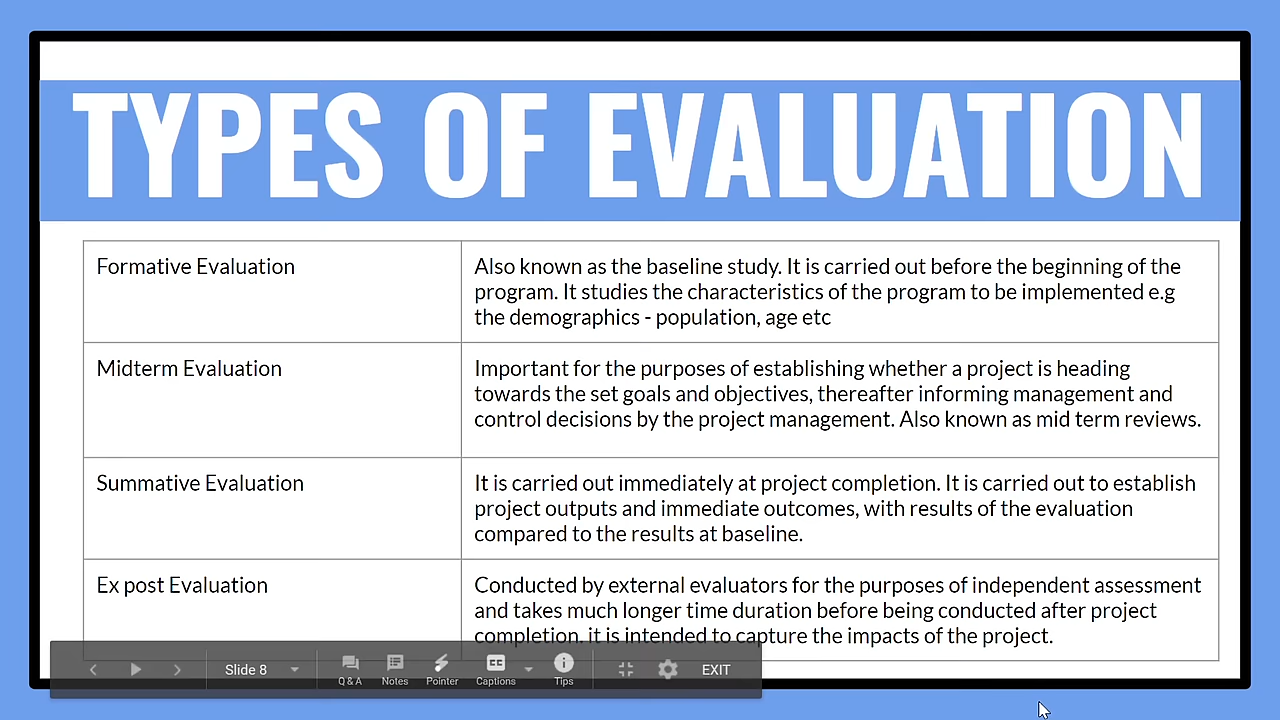 TYPES OF EVALUATION
Formative Evaluation
Also known as the baseline study. It is carried out before the beginning of the
program. It studies the characteristics of the program to be implemented e.g
the demographics - population, age etc
Midterm Evaluation
Important for the purposes of establishing whether a project is heading
towards the set goals and objectives, thereafter informing management and
control decisions by the project management. Also known as mid term reviews.
Summative Evaluation
It is carried out immediately at project completion. It is carried out to establish
project outputs and immediate outcomes, with results of the evaluation
compared to the results at baseline.
Ex post Evaluation
Conducted by external evaluators for the purposes of independent assessment
and takes much longer time duration before being conducted after project
completion. it is intended to capture the impacts of the project.
Slide 8
Q & A
Notes
Pointer
CC
Captions
Tips
EXIT